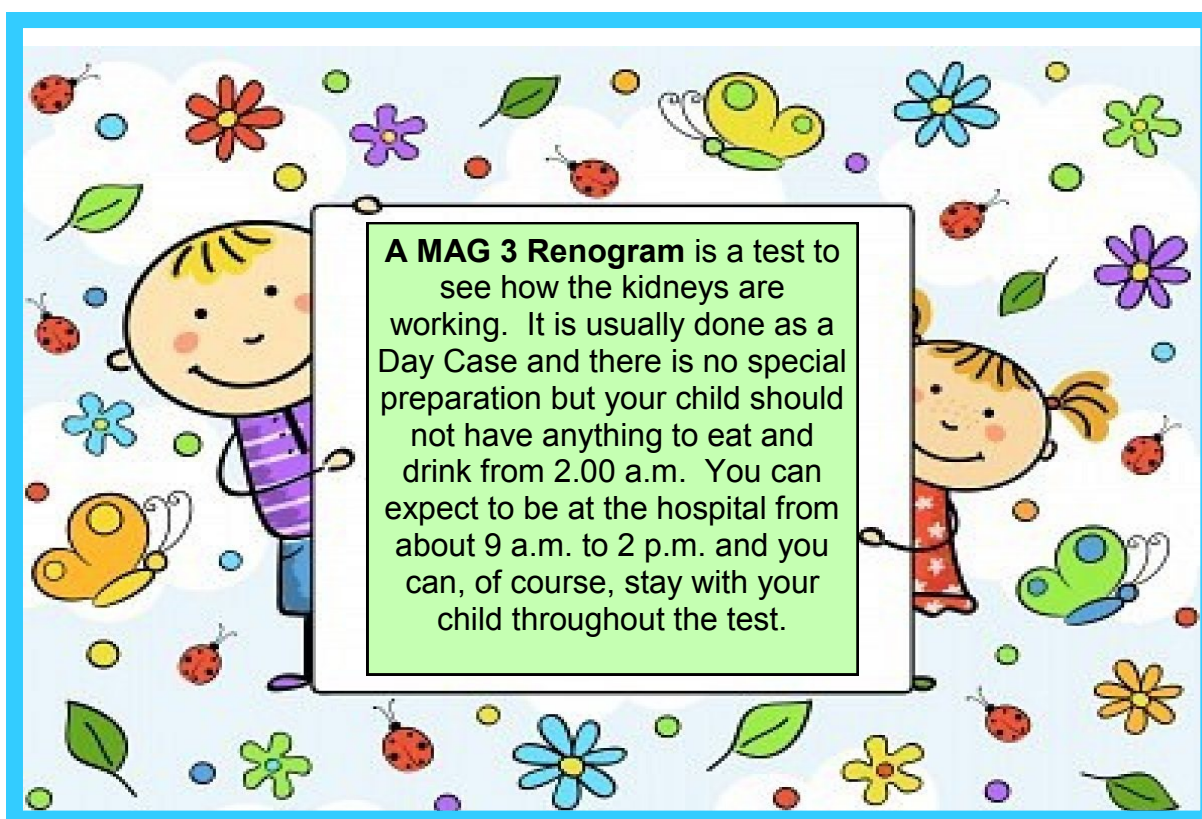 A MAG 3 Renogram is a test to
see how the kidneys are
working.  It is usually done as a
Day Case and there is no special
preparation but your child should
not have anything to eat and
drink from 2.00 a.m.  You can
expect to be at the hospital from
about 9 a.m. to 2 p.m. and you
can, of course, stay with your
child throughout the test.